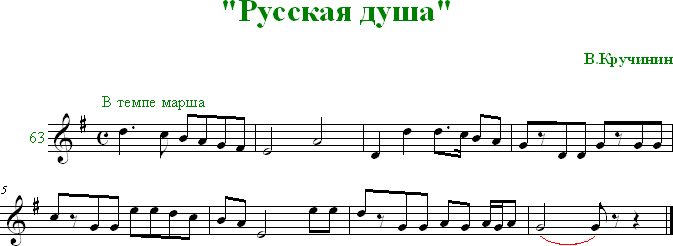 "Русская душа"
В.Кручинин
В темпе марша
63
5